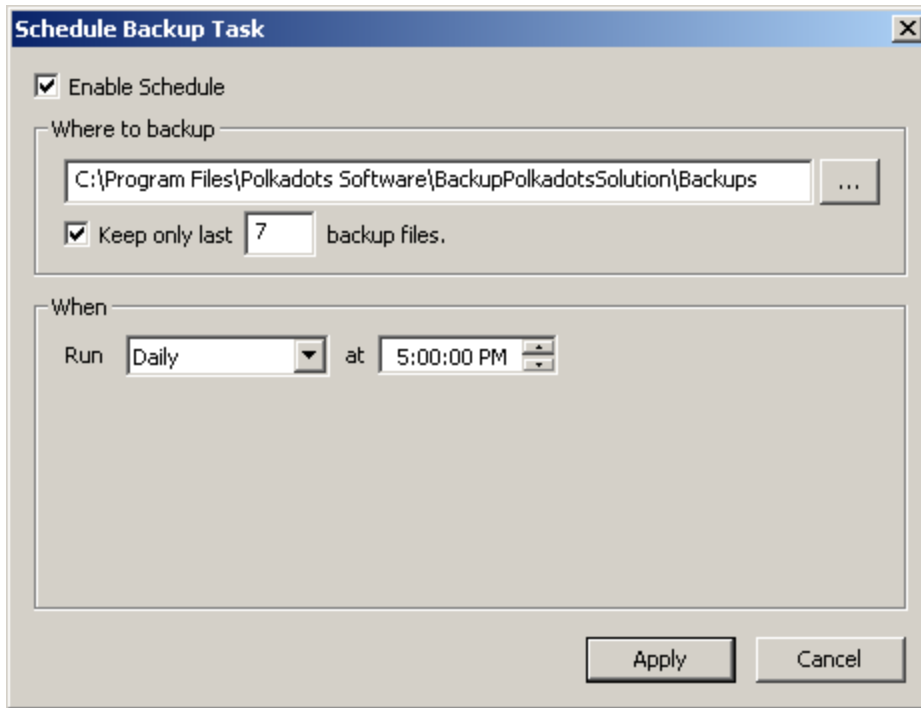 Schedule Backup Task
Enable Schedule
Where to backup
C:\Program Files\Polkadots Software\BackupPolkadotsSolution\Backups
...
Keep only last 7 backup files.
When
Run Daily at 5:00:00 PM
Apply Cancel